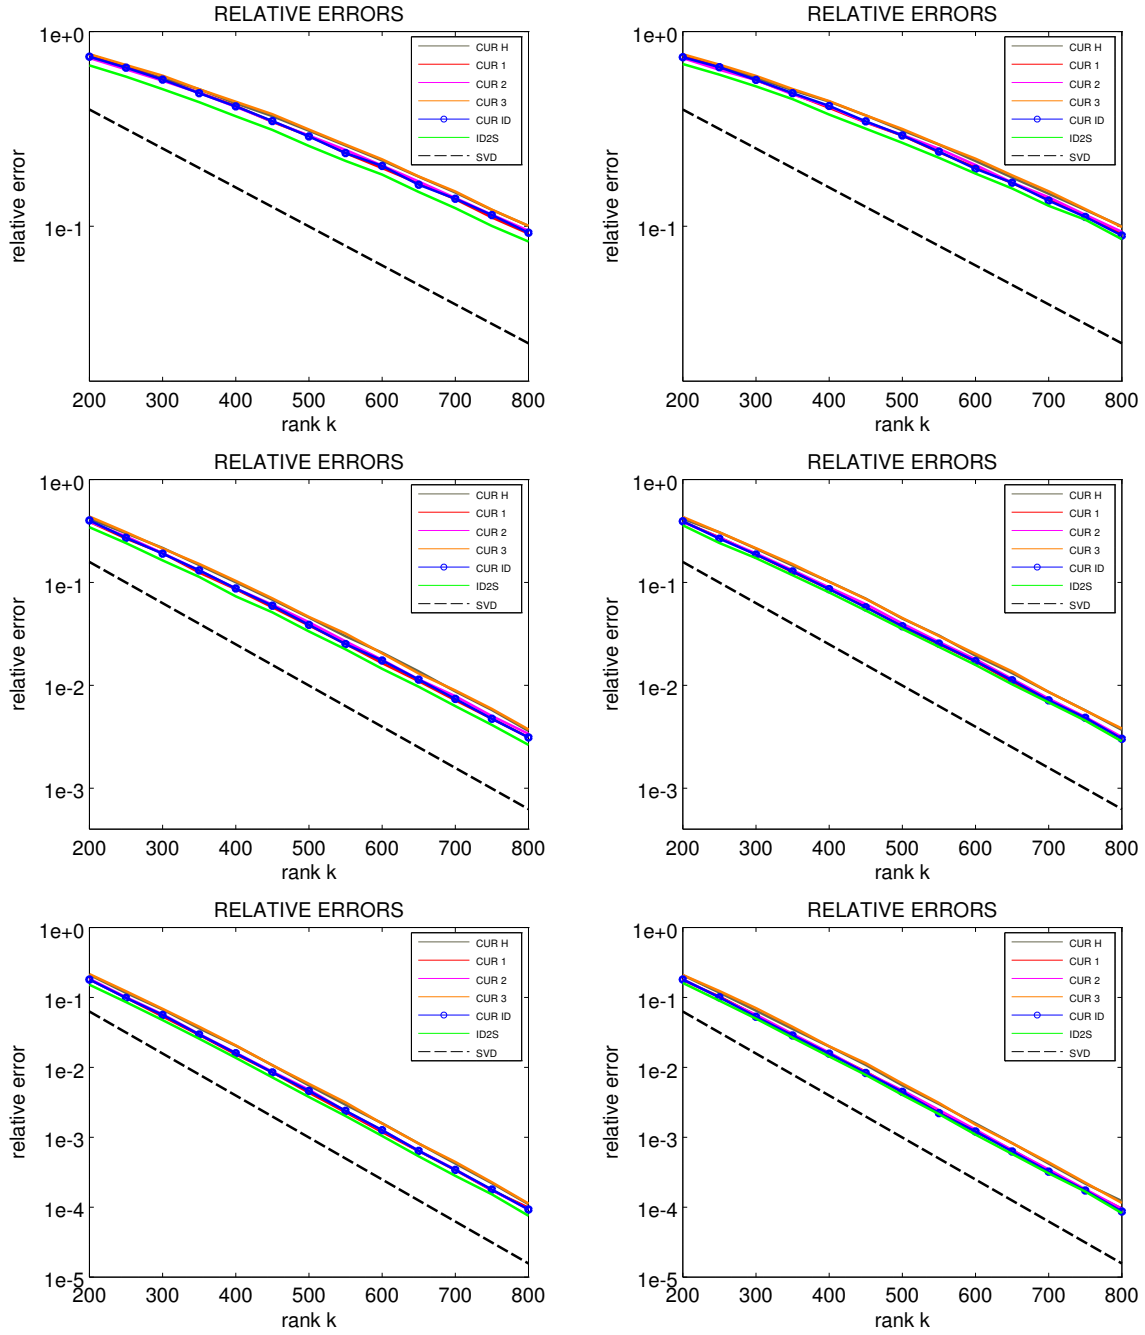 RELATIVE ERRORS
1e+0
1e-1
relative error
CUR H
CUR 1
CUR 2
CUR 3
CUR ID
ID2S
SVD
200 300 400 500 600 700 800
rank k
RELATIVE ERRORS
1e+0
1e-1
relative error
CUR H
CUR 1
CUR 2
CUR 3
CUR ID
ID2S
SVD
200 300 400 500 600 700 800
rank k
RELATIVE ERRORS
1e+0
1e-1
1e-2
1e-3
relative error
CUR H
CUR 1
CUR 2
CUR 3
CUR ID
ID2S
SVD
200 300 400 500 600 700 800
rank k
RELATIVE ERRORS
1e+0
1e-1
1e-2
1e-3
relative error
CUR H
CUR 1
CUR 2
CUR 3
CUR ID
ID2S
SVD
200 300 400 500 600 700 800
rank k
RELATIVE ERRORS
1e+0
1e-1
1e-2
1e-3
1e-4
1e-5
relative error
CUR H
CUR 1
CUR 2
CUR 3
CUR ID
ID2S
SVD
200 300 400 500 600 700 800
rank k
RELATIVE ERRORS
1e+0
1e-1
1e-2
1e-3
1e-4
1e-5
relative error
CUR H
CUR 1
CUR 2
CUR 3
CUR ID
ID2S
SVD
200 300 400 500 600 700 800
rank k